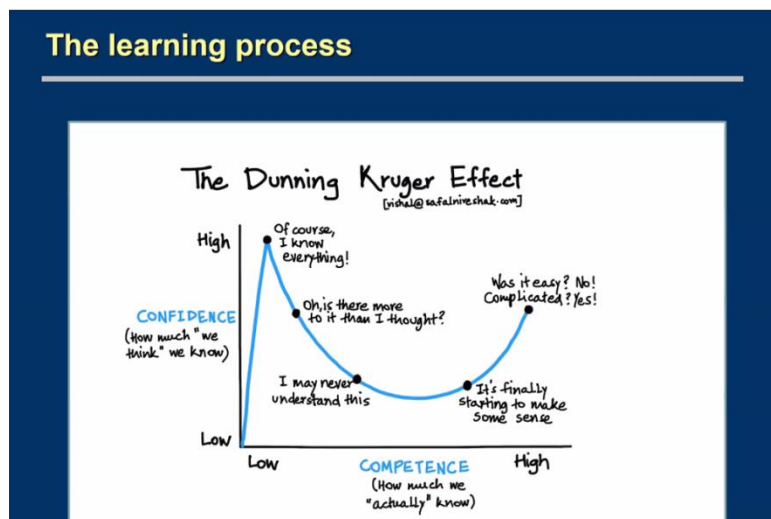 The learning process
The Dunning Kruger Effect
[vishal@safalniveshak.com]
High
Of course,
I know
everything!
Was it easy? No!
Complicated? Yes!
CONFIDENCE
(How much "we
think" we know)
Oh, is there more
to it than I thought?
I may never
understand this
It's finally
starting to make
some sense
Low
Low
COMPETENCE
High
(How much we
"actually" know)